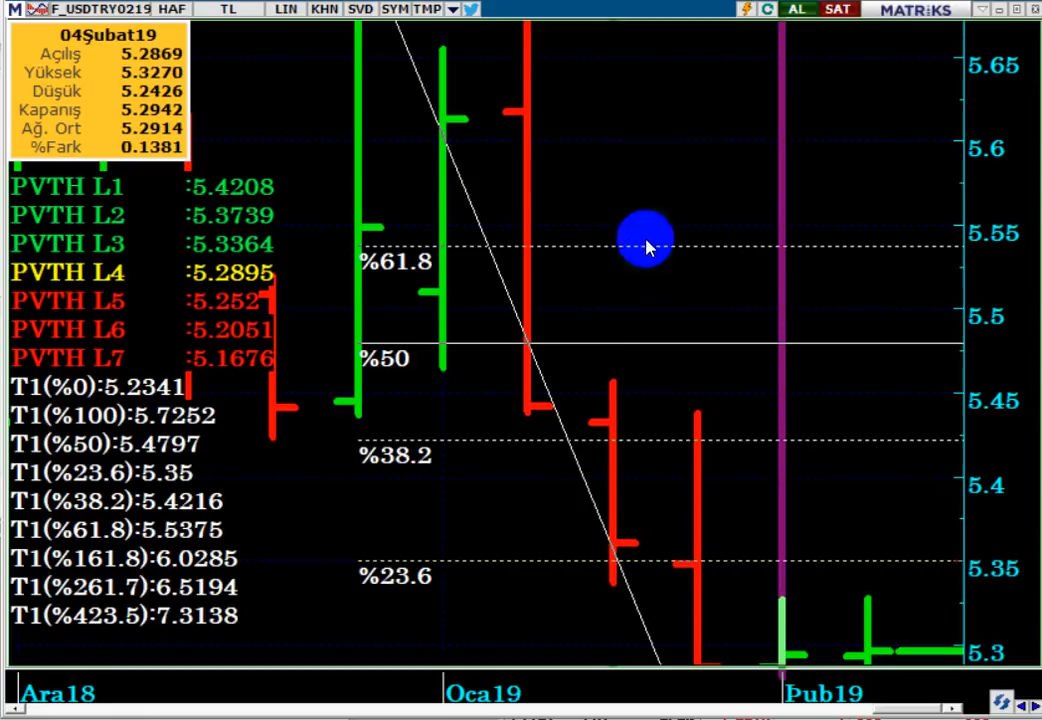 M F_USDTRY0219 HAF TL LIN KHN SVD SYM TMP C AL SAT MATRİKS
04Şubat19
Açılış 5.2869
Yüksek 5.3270
Düşük 5.2426
Kapanış 5.2942
Ağ. Ort 5.2914
%Fark 0.1381
PVTH L1 :5.4208
PVTH L2 :5.3739
PVTH L3 :5.3364
PVTH L4 :5.2895
PVTH L5 :5.252
PVTH L6 :5.2051
PVTH L7 :5.1676
T1(%0):5.2341
T1(%100):5.7252
T1(%50):5.4797
T1(%23.6):5.35
T1(%38.2):5.4216
T1(%61.8):5.5375
T1(%161.8):6.0285
T1(%261.7):6.5194
T1(%423.5):7.3138
%61.8
%50
%38.2
%23.6
5.65
5.6
5.55
5.5
5.45
5.4
5.35
5.3
Ara18 Oca19 Þub19